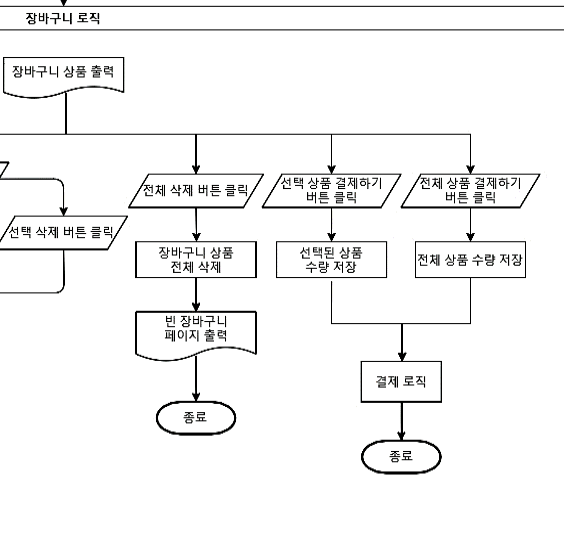 장바구니 로직
장바구니 상품 출력
전체 삭제 버튼 클릭
선택 상품 결제하기
버튼 클릭
전체 상품 결제하기
버튼 클릭
선택 삭제 버튼 클릭
장바구니 상품
전체 삭제
선택된 상품
수량 저장
전체 상품 수량 저장
빈 장바구니
페이지 출력
결제 로직
종료
종료